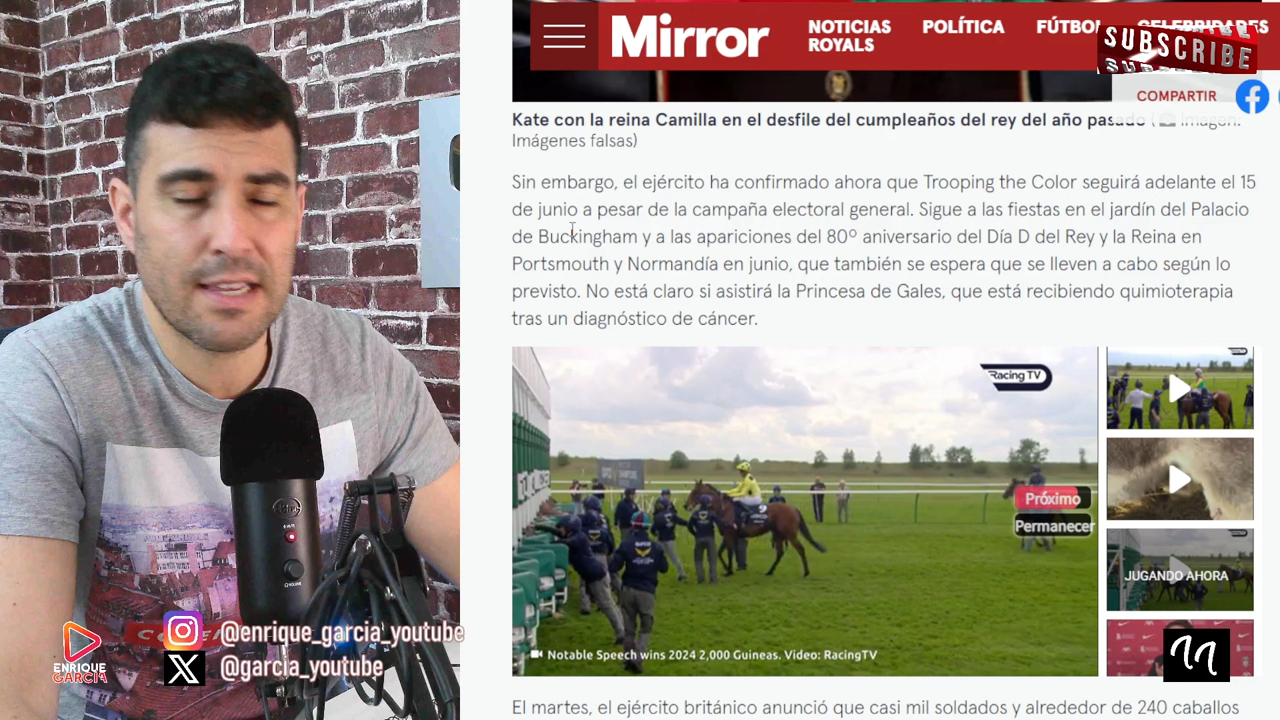 Mirror
NOTICIAS
ROYALS
POLÍTICA
FÚTBOL
CELEBRIDADES
SUBSCRIBE
COMPARTIR
Kate con la reina Camilla en el desfile del cumpleaños del rey del año pasado ( Imagen:
Imágenes falsas)
Sin embargo, el ejército ha confirmado ahora que Trooping the Color seguirá adelante el 15
de junio a pesar de la campaña electoral general. Sigue a las fiestas en el jardín del Palacio
de Buckingham y a las apariciones del 80º aniversario del Día D del Rey y la Reina en
Portsmouth y Normandía en junio, que también se espera que se lleven a cabo según lo
previsto. No está claro si asistirá la Princesa de Gales, que está recibiendo quimioterapia
tras un diagnóstico de cáncer.
Racing TV
Próximo
Permanecer
JUGANDO AHORA
Notable Speech wins 2024 2,000 Guineas. Video: RacingTV
El martes, el ejército británico anunció que casi mil soldados y alrededor de 240 caballos
@enrique_garcia_youtube
@garcia_youtube
ENRIQUE
GARCIA